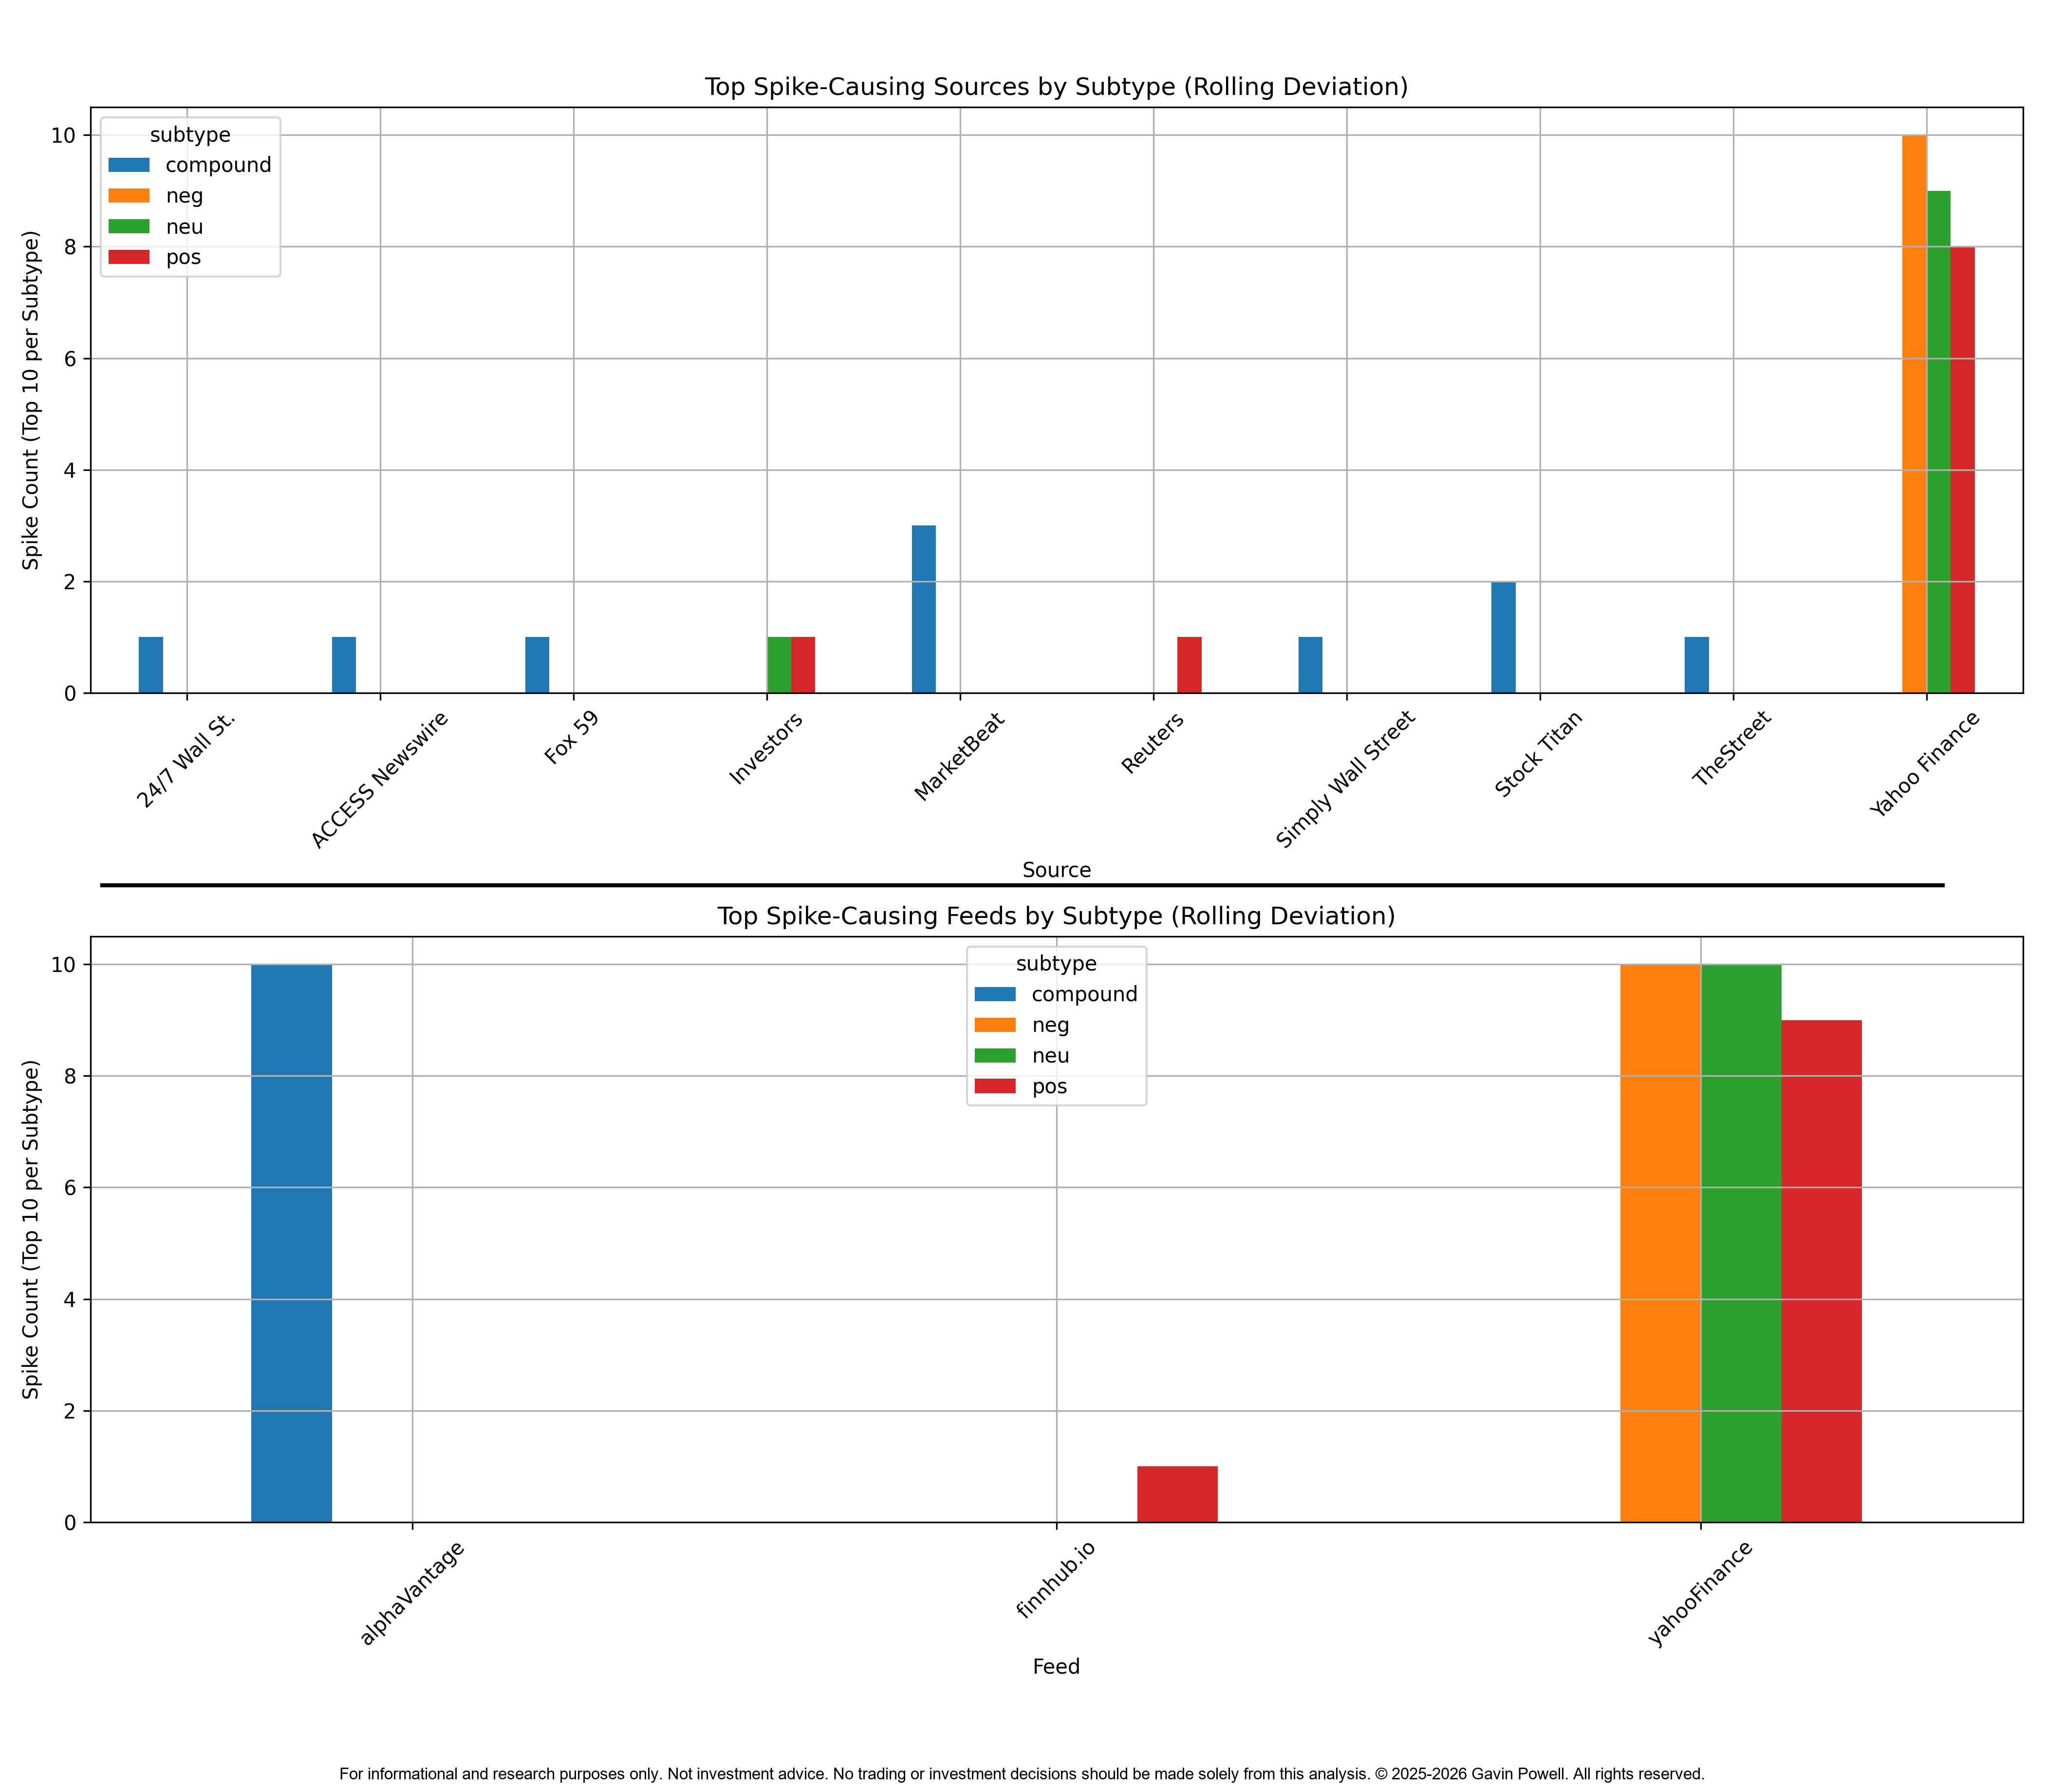 Top Spike-Causing Sources by Subtype (Rolling Deviation)
Spike Count (Top 10 per Subtype)
10
8
6
4
2
0
subtype
compound
neg
neu
pos
24/7 Wall St.
ACCESS Newswire
Fox 59
Investors
MarketBeat
Reuters
Simply Wall Street
Stock Titan
TheStreet
Yahoo Finance
Source
Top Spike-Causing Feeds by Subtype (Rolling Deviation)
Spike Count (Top 10 per Subtype)
10
8
6
4
2
0
subtype
compound
neg
neu
pos
alphaVantage
finnhub.io
yahooFinance
Feed
For informational and research purposes only. Not investment advice. No trading or investment decisions should be made solely from this analysis. © 2025-2026 Gavin Powell. All rights reserved.